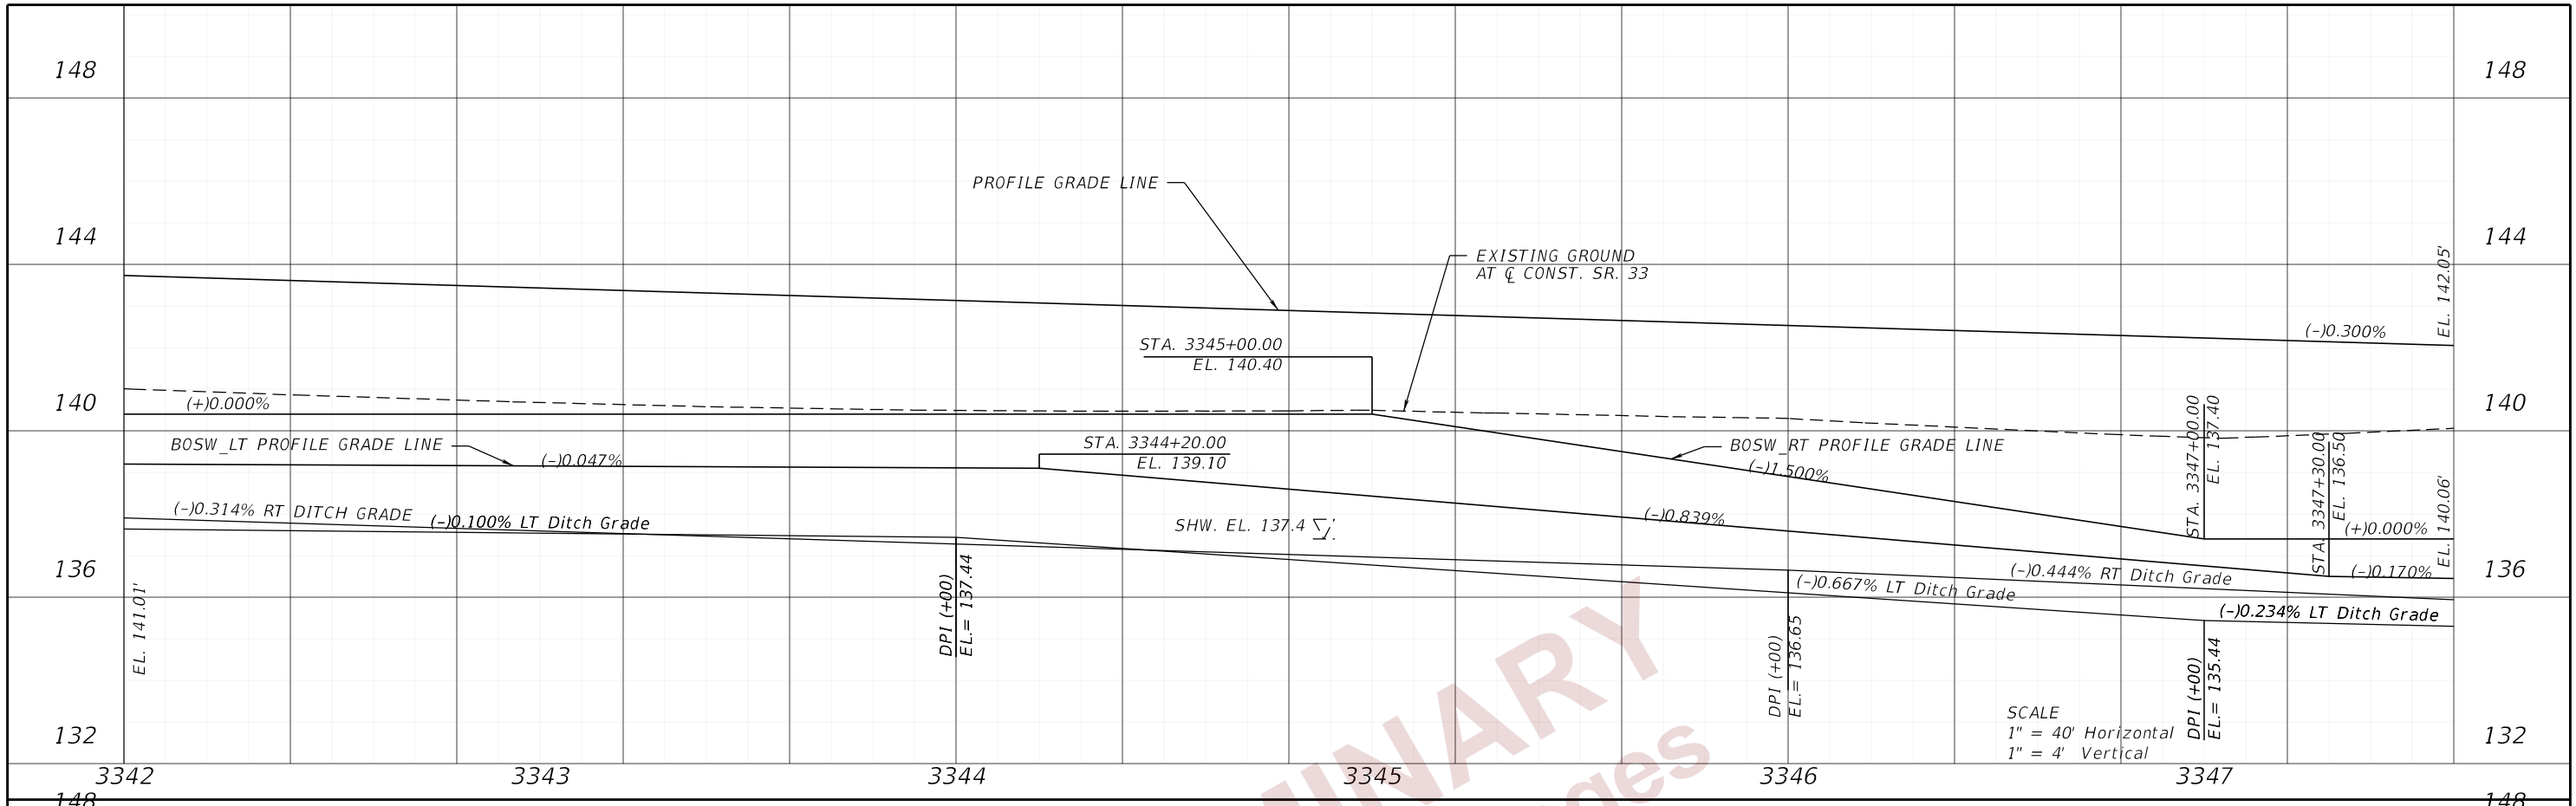 148
148
PROFILE GRADE LINE
144
144
EXISTING GROUND
AT ℄ CONST. SR. 33
EL. 142.05'
(-)0.300%
STA. 3345+00.00
EL. 140.40
140
(+)0.000%
140
STA. 3347+00.00
EL. 137.40
BOSW_LT PROFILE GRADE LINE
(-)0.047%
STA. 3344+20.00
EL. 139.10
BOSW_RT PROFILE GRADE LINE
(-)1.500%
STA. 3347+30.00
EL. 136.50
(-)0.314% RT DITCH GRADE
(-)0.100% LT Ditch Grade
SHW. EL. 137.4
(-)0.839%
(+)0.000%
EL. 140.06'
136
(-)0.444% RT Ditch Grade
(-)0.170%
136
(-)0.667% LT Ditch Grade
(-)0.234% LT Ditch Grade
EL. 141.01'
DPI (+00)
EL.= 137.44
DPI (+00)
EL.= 136.65
DPI (+00)
EL.= 135.44
SCALE
1" = 40' Horizontal
1" = 4' Vertical
132
132
3342 3343 3344 3345 3346 3347
148
148
INARY
ges